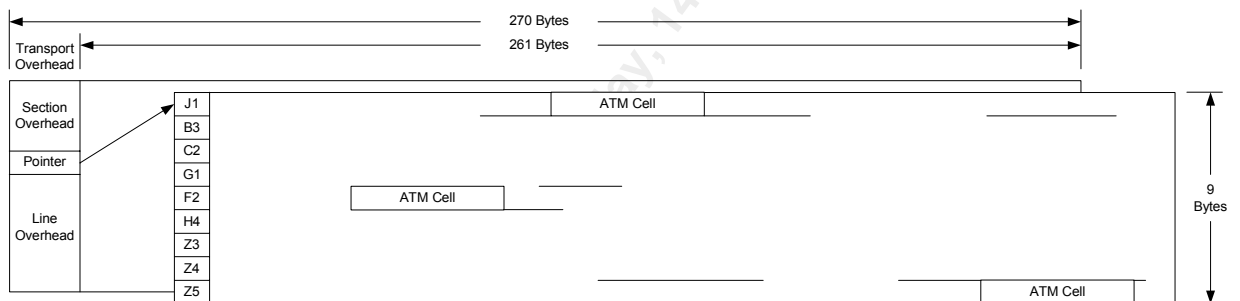 270 Bytes
261 Bytes
Transport
Overhead
Section
Overhead
Pointer
Line
Overhead
J1
B3
C2
G1
F2
H4
Z3
Z4
Z5
ATM Cell
ATM Cell
ATM Cell
9
Bytes